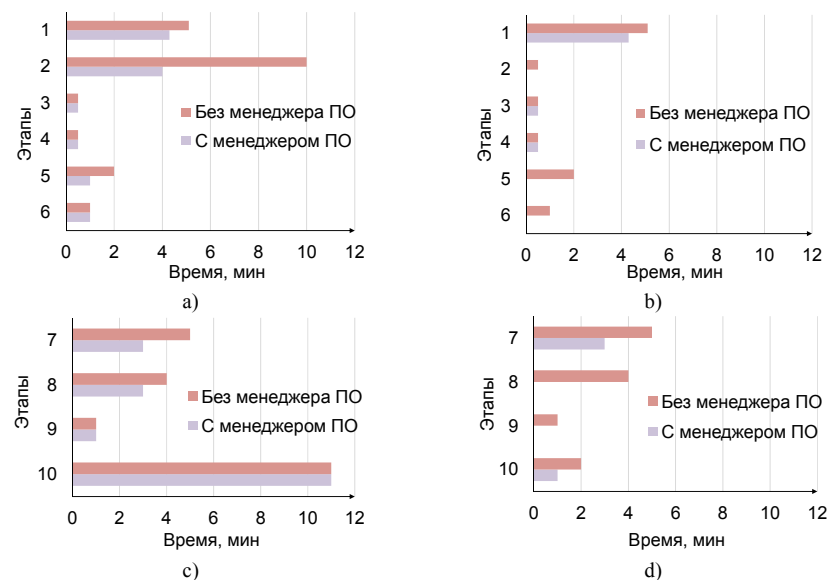 1
2
3
4
5
6
Этапы
Без менеджера ПО
С менеджером ПО
0 2 4 6 8 10 12
Время, мин
a)
1
2
3
4
5
6
Этапы
Без менеджера ПО
С менеджером ПО
0 2 4 6 8 10 12
Время, мин
b)
7
8
9
10
Этапы
Без менеджера ПО
С менеджером ПО
0 2 4 6 8 10 12
Время, мин
c)
7
8
9
10
Этапы
Без менеджера ПО
С менеджером ПО
0 2 4 6 8 10 12
Время, мин
d)